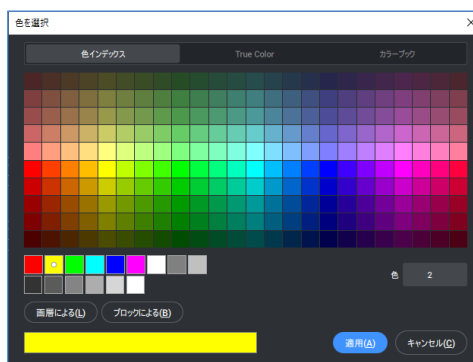 色を選択
色インデックス
True Color
カラーブック
色
2
画層による(L)
ブロックによる(B)
適用(A)
キャンセル(C)